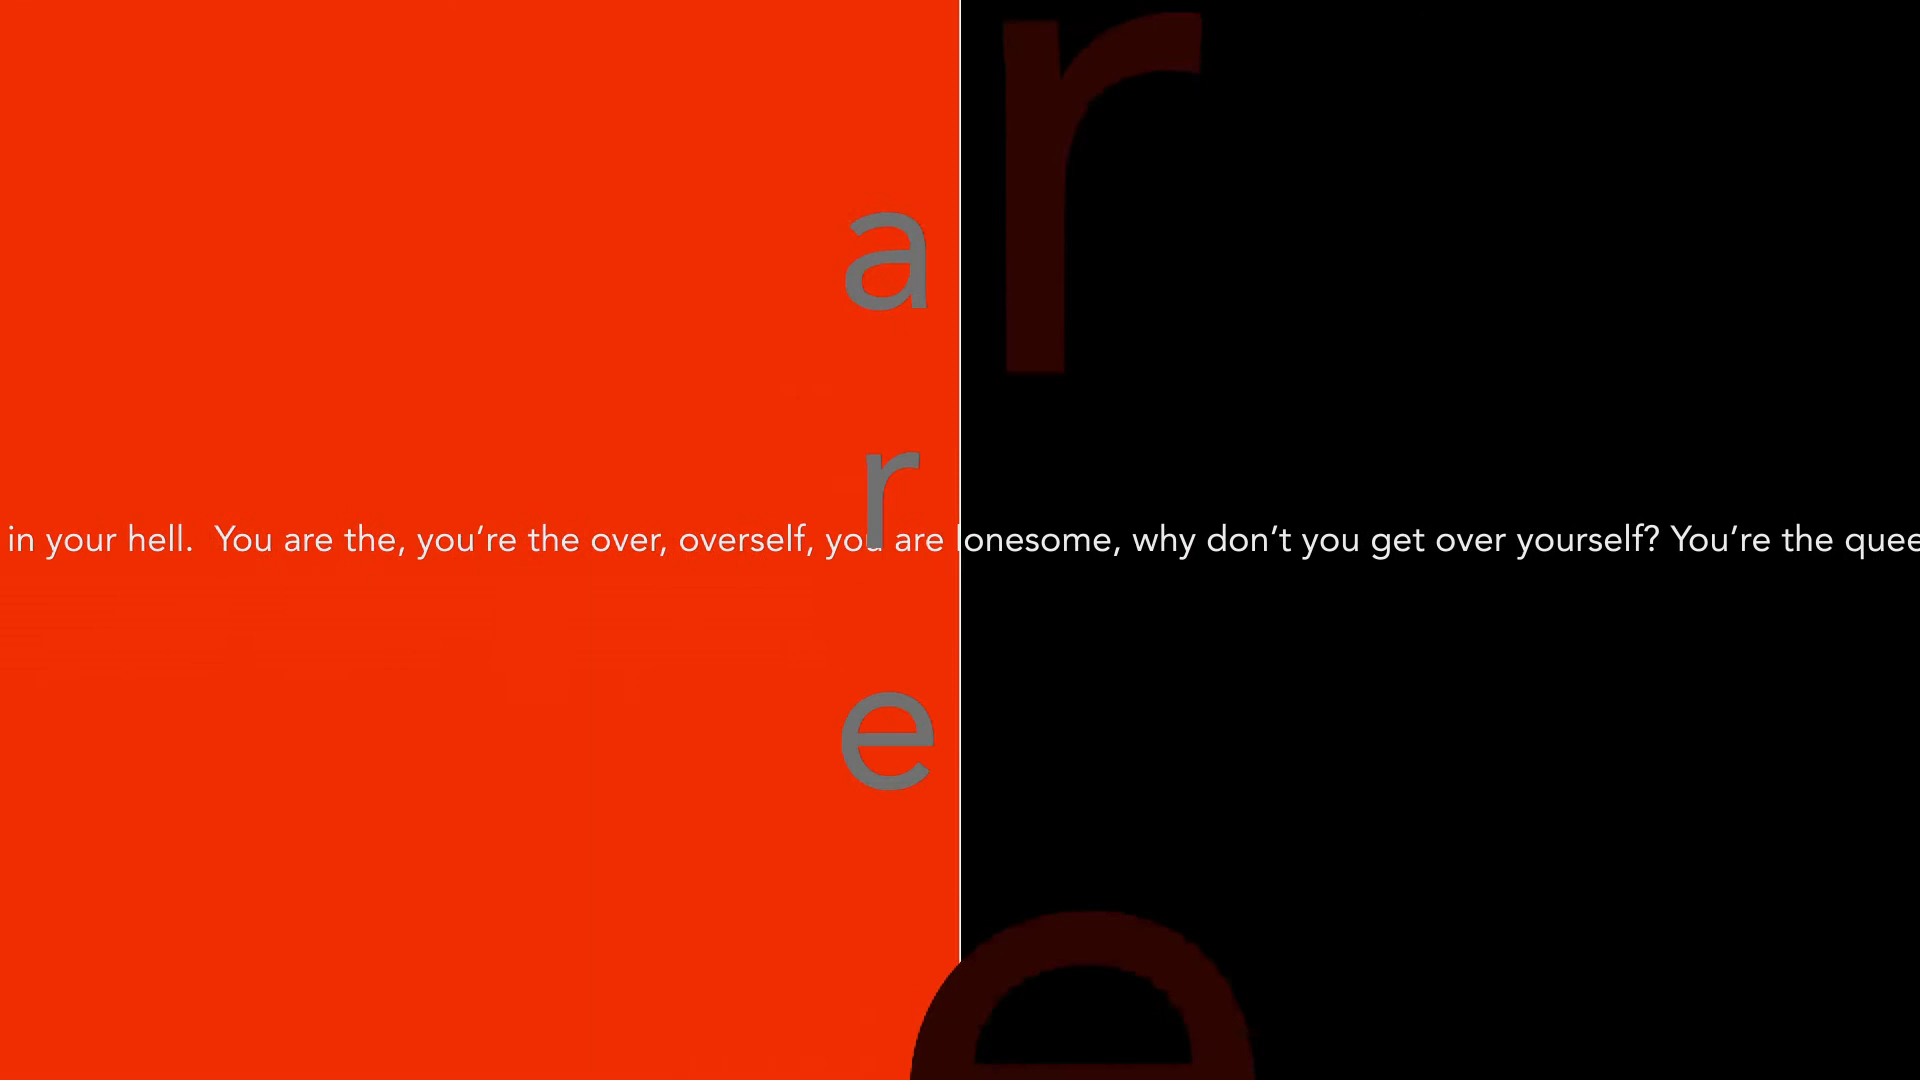 a
r
e
in your hell.  You are the, you’re the over, overself, you are lonesome, why don’t you get over yourself? You’re the quee
r
e